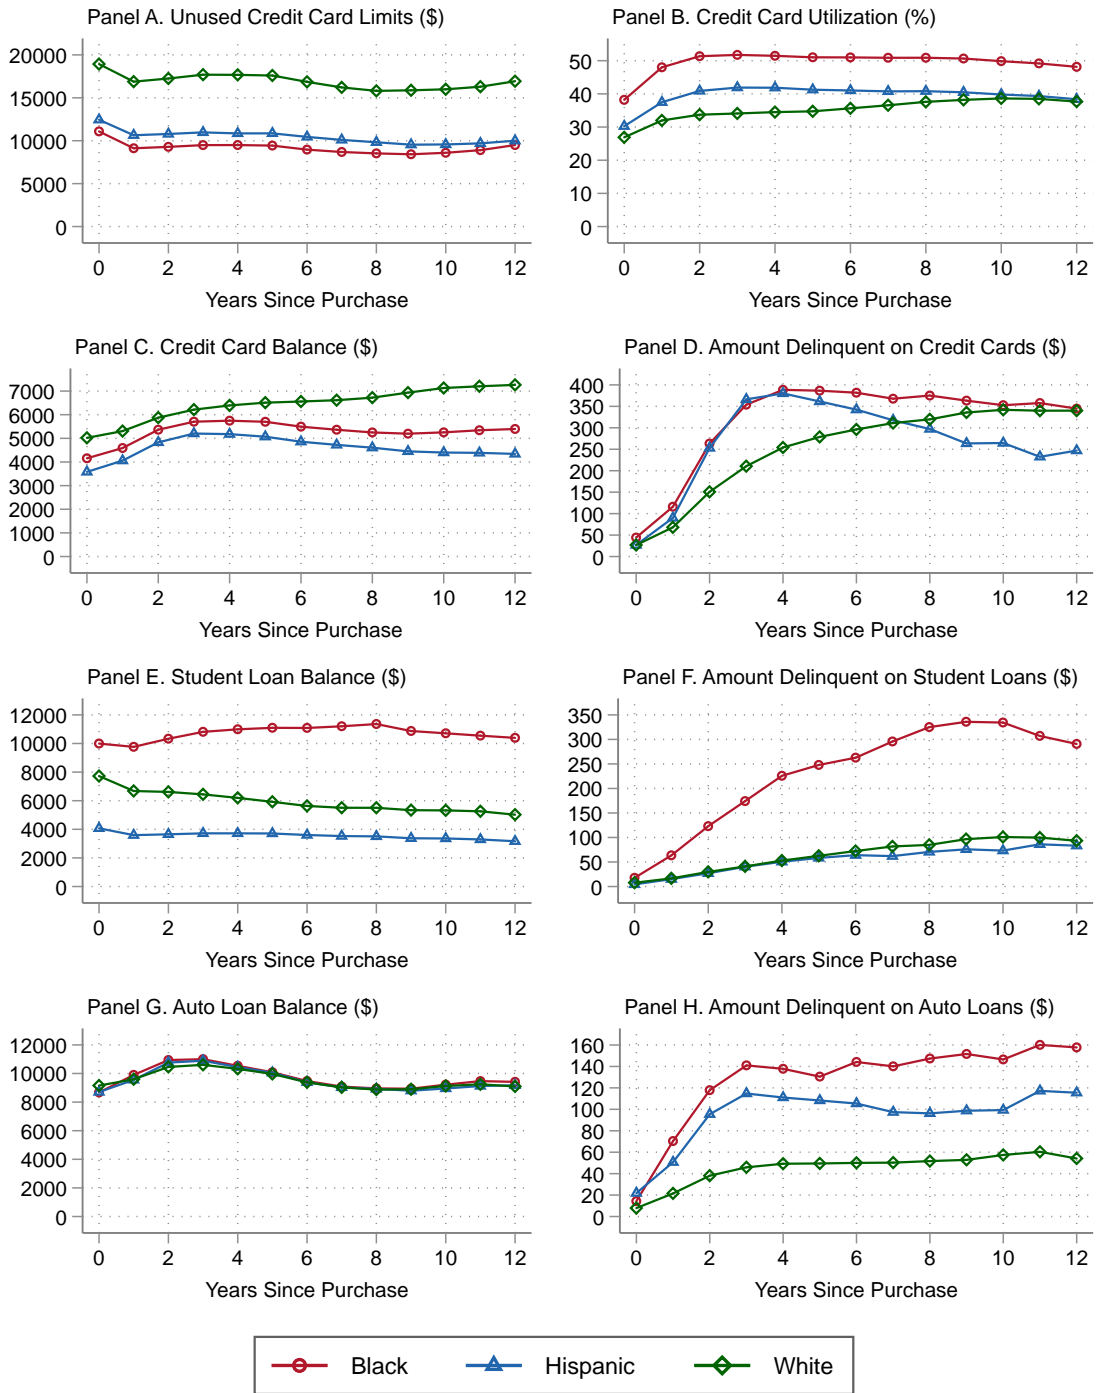 Panel A. Unused Credit Card Limits ($)
20000
15000
10000
5000
0
0 2 4 6 8 10 12
Years Since Purchase
Panel B. Credit Card Utilization (%)
50
40
30
20
10
0
0 2 4 6 8 10 12
Years Since Purchase
Panel C. Credit Card Balance ($)
7000
6000
5000
4000
3000
2000
1000
0
0 2 4 6 8 10 12
Years Since Purchase
Panel D. Amount Delinquent on Credit Cards ($)
400
350
300
250
200
150
100
50
0
0 2 4 6 8 10 12
Years Since Purchase
Panel E. Student Loan Balance ($)
12000
10000
8000
6000
4000
2000
0
0 2 4 6 8 10 12
Years Since Purchase
Panel F. Amount Delinquent on Student Loans ($)
350
300
250
200
150
100
50
0
0 2 4 6 8 10 12
Years Since Purchase
Panel G. Auto Loan Balance ($)
12000
10000
8000
6000
4000
2000
0
0 2 4 6 8 10 12
Years Since Purchase
Panel H. Amount Delinquent on Auto Loans ($)
160
140
120
100
80
60
40
20
0
0 2 4 6 8 10 12
Years Since Purchase
Black Hispanic White